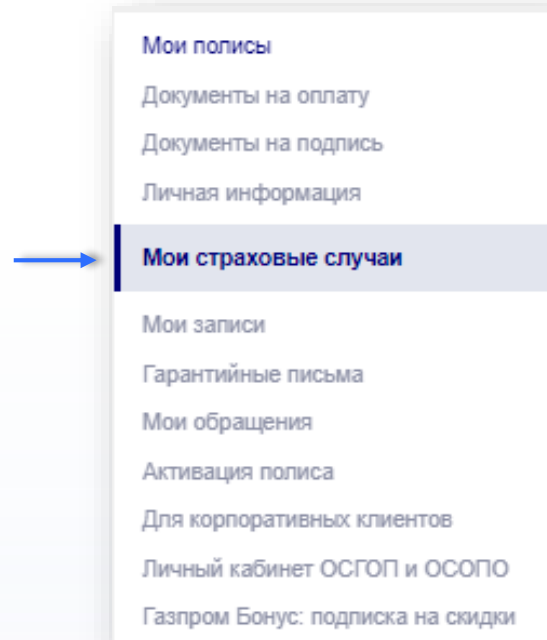 Мои полисы
Документы на оплату
Документы на подпись
Личная информация
Мои страховые случаи
Мои записи
Гарантийные письма
Мои обращения
Активация полиса
Для корпоративных клиентов
Личный кабинет ОСГОП и ОСОПО
Газпром Бонус: подписка на скидки